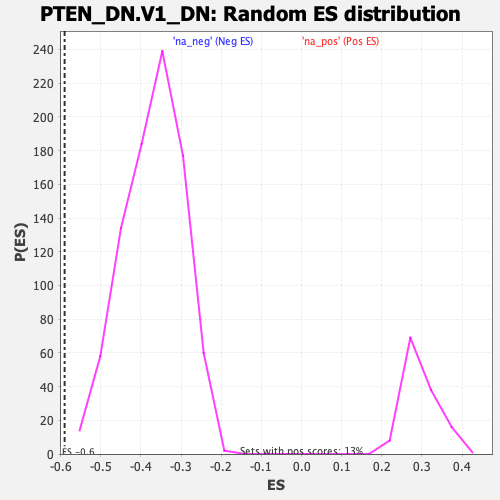 PTEN_DN.V1_DN: Random ES distribution
'na_neg' (Neg ES) 'na_pos' (Pos ES)
240
220
200
180
160
140
120
100
80
60
40
20
0
P(ES)
ES -0.6
Sets with pos scores: 13%
-0.6 -0.5 -0.4 -0.3 -0.2 -0.1 0.0 0.1 0.2 0.3 0.4
ES